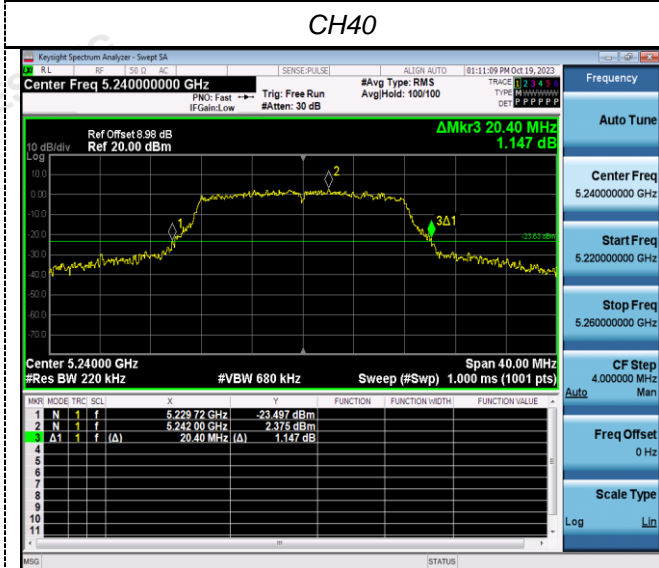 CH40
Keysight Spectrum Analyzer - Swept SA
RL RF 50 Ω AC SENSE:PULSE ALIGN AUTO 01:11:09 PM Oct 19, 2023
Center Freq 5.240000000 GHz
PNO: Fast
IFGain:Low
Trig: Free Run
#Atten: 30 dB
#Avg Type: RMS
Avg|Hold: 100/100
TRACE 1 2 3 4 5 6
TYPE M W W W W W
DET P P P P P P
ΔMkr3 20.40 MHz
1.147 dB
Ref Offset 8.98 dB
10 dB/div Ref 20.00 dBm
Log
10.0
0.00
-10.0
-20.0
-30.0
-40.0
-50.0
-60.0
-70.0
1
2
3Δ1
-23.63 dBm
Center 5.24000 GHz Span 40.00 MHz
#Res BW 220 kHz #VBW 680 kHz Sweep (#Swp) 1.000 ms (1001 pts)
MKR MODE TRC SCL X Y FUNCTION FUNCTION WIDTH FUNCTION VALUE
1 N 1 f 5.229 72 GHz -23.497 dBm
2 N 1 f 5.242 00 GHz 2.375 dBm
3 Δ1 1 f (Δ) 20.40 MHz (Δ) 1.147 dB
4
5
6
7
8
9
10
11
MSG STATUS
Frequency
Auto Tune
Center Freq
5.240000000 GHz
Start Freq
5.220000000 GHz
Stop Freq
5.260000000 GHz
CF Step
4.000000 MHz
Auto Man
Freq Offset
0 Hz
Scale Type
Log Lin